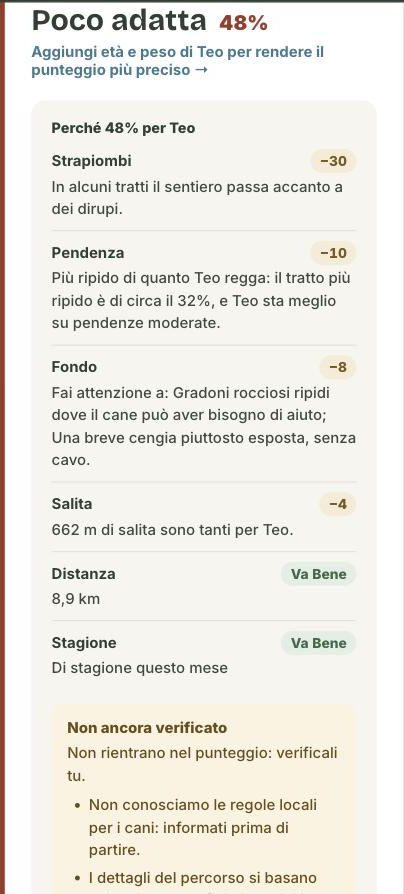 Poco adatta 48%
Aggiungi età e peso di Teo per rendere il
punteggio più preciso →
Perché 48% per Teo
Strapiombi −30
In alcuni tratti il sentiero passa accanto a
dei dirupi.
Pendenza −10
Più ripido di quanto Teo regga: il tratto più
ripido è di circa il 32%, e Teo sta meglio
su pendenze moderate.
Fondo −8
Fai attenzione a: Gradoni rocciosi ripidi
dove il cane può aver bisogno di aiuto;
Una breve cengia piuttosto esposta, senza
cavo.
Salita −4
662 m di salita sono tanti per Teo.
Distanza Va Bene
8,9 km
Stagione Va Bene
Di stagione questo mese
Non ancora verificato
Non rientrano nel punteggio: verificali
tu.
• Non conosciamo le regole locali
per i cani: informati prima di
partire.
• I dettagli del percorso si basano